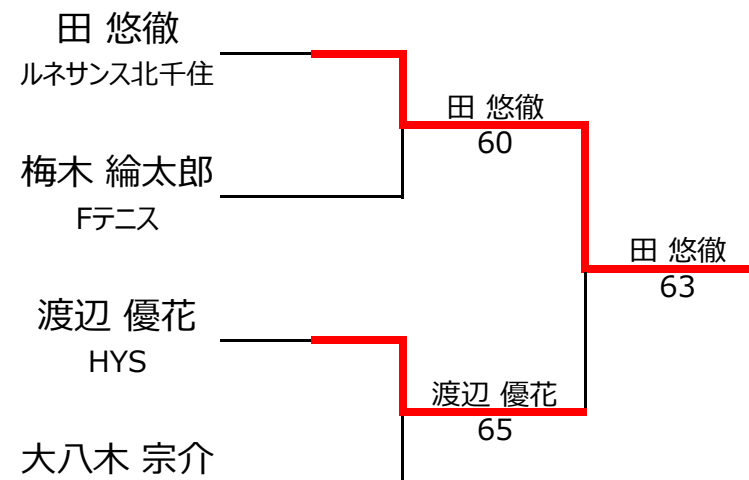 田 悠徹
ルネサンス北千住
田 悠徹
60
梅木 綸太郎
Fテニス
田 悠徹
63
渡辺 優花
HYS
渡辺 優花
65
大八木 宗介